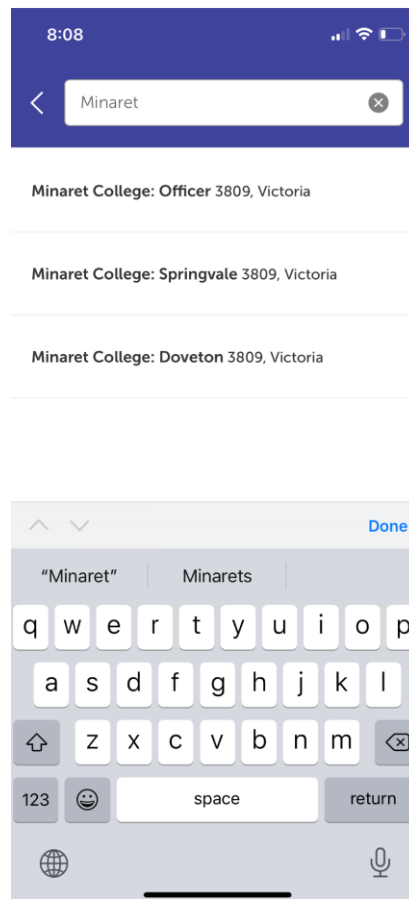 8:08
Minaret
Minaret College: Officer 3809, Victoria
Minaret College: Springvale 3809, Victoria
Minaret College: Doveton 3809, Victoria
Done
“Minaret” Minarets
q w e r t y u i o p
a s d f g h j k l
z x c v b n m
123 space return